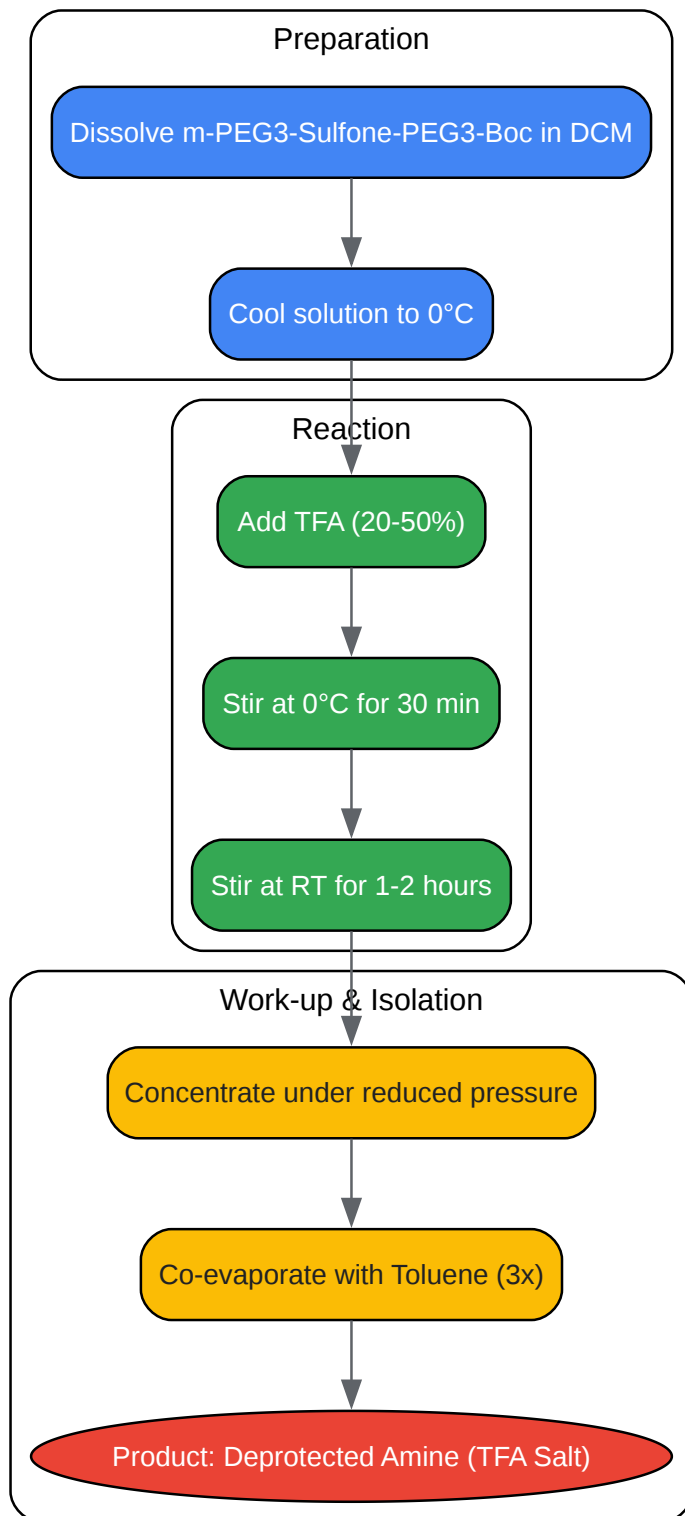 Preparation
Dissolve m-PEG3-Sulfone-PEG3-Boc in DCM
Cool solution to 0°C
Reaction
Add TFA (20-50%)
Stir at 0°C for 30 min
Stir at RT for 1-2 hours
Work-up & Isolation
Concentrate under reduced pressure
Co-evaporate with Toluene (3x)
Product: Deprotected Amine (TFA Salt)